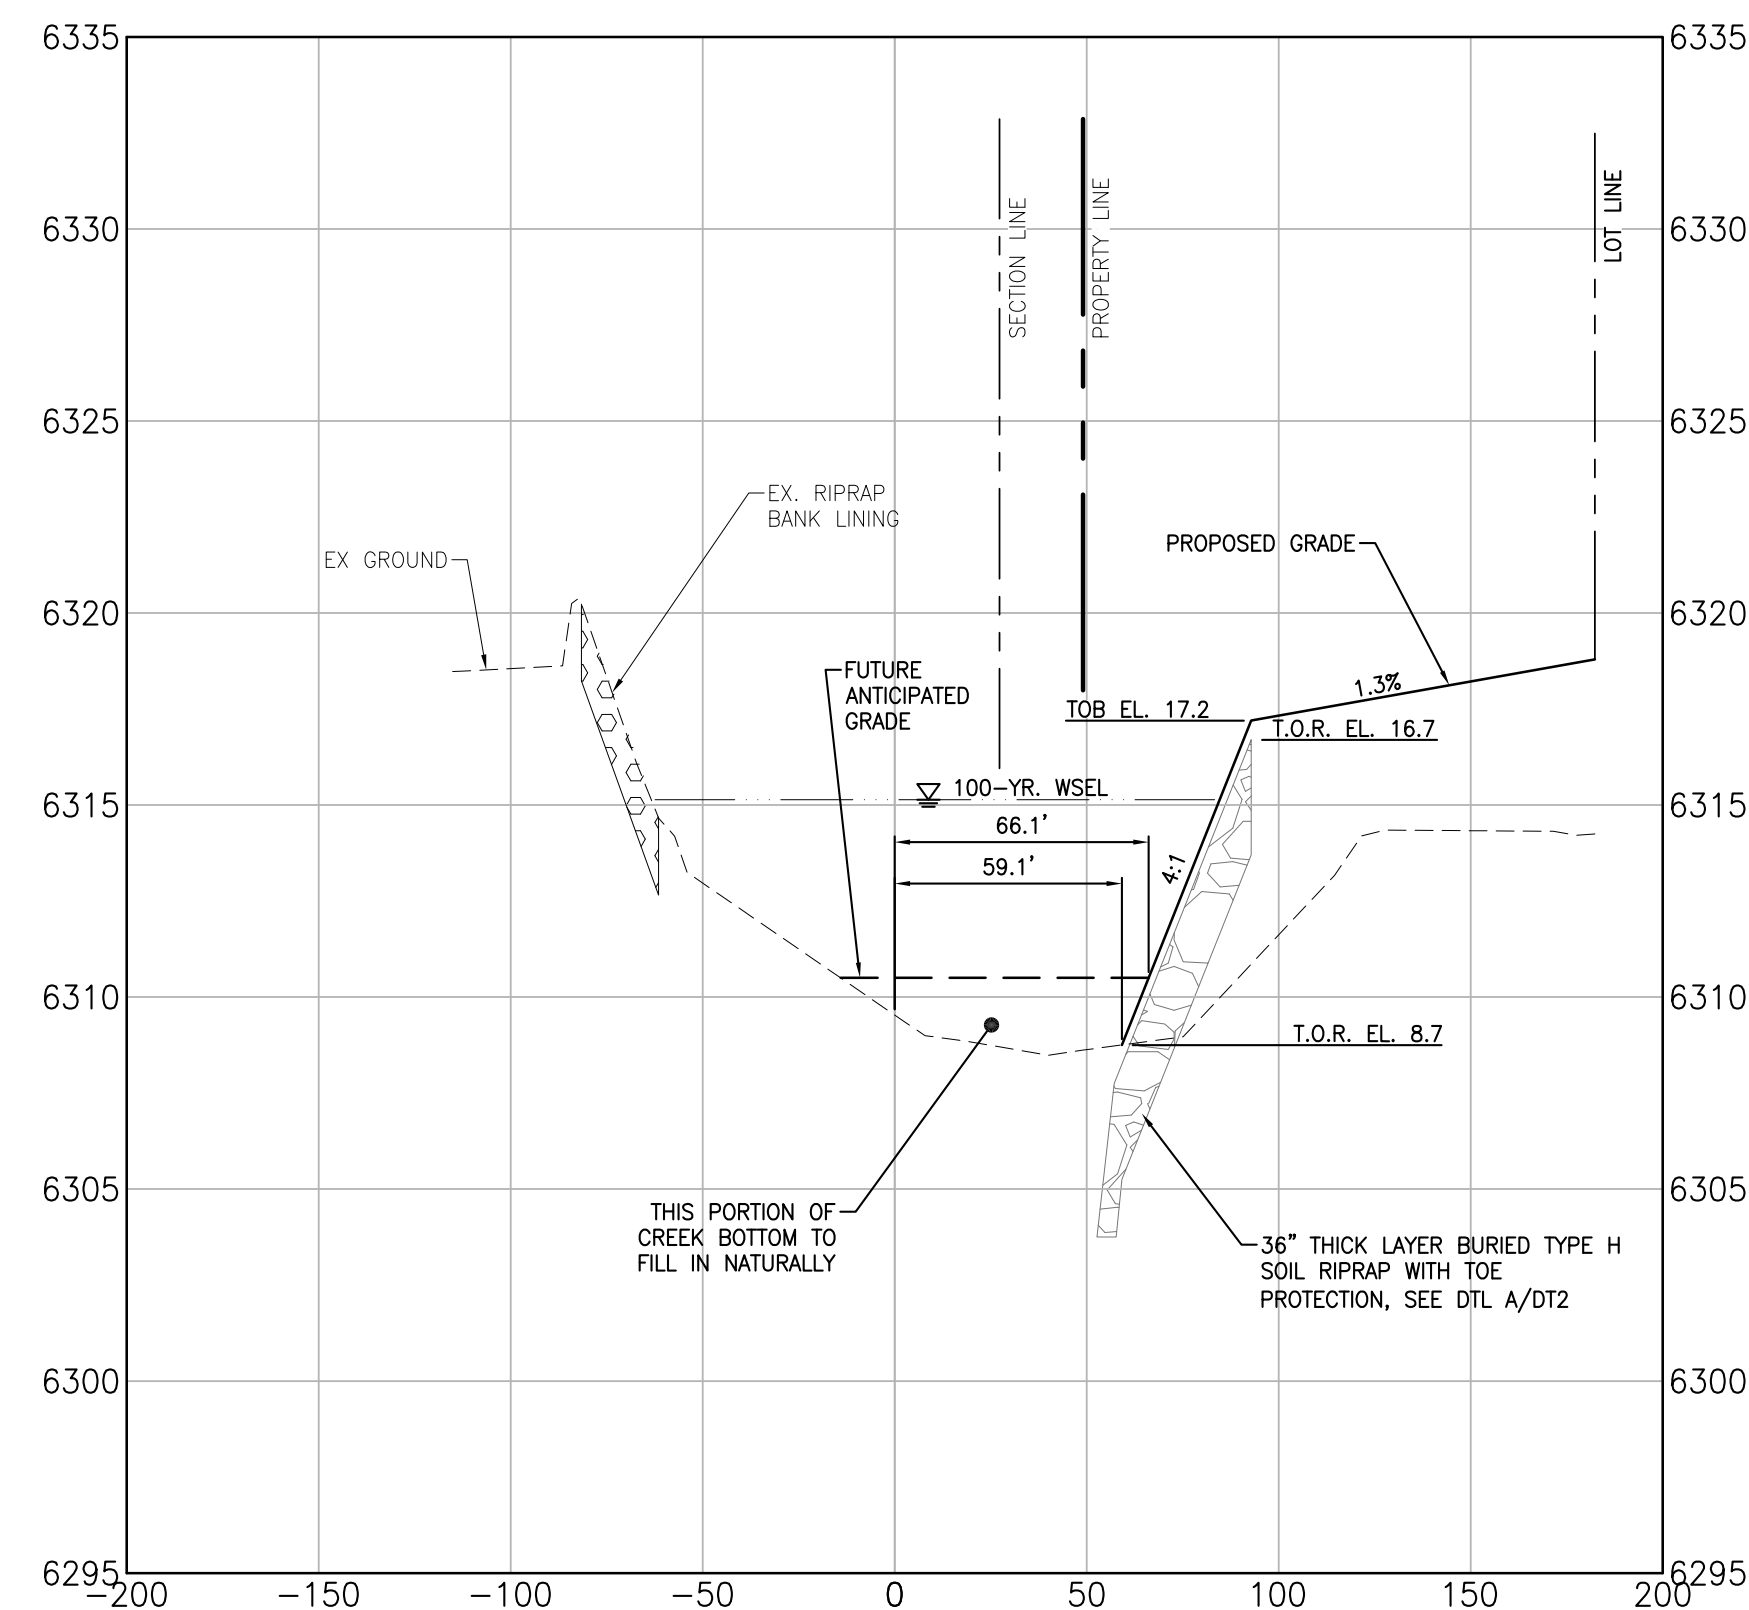 6335
6335
6330
6330
6325
6325
6320
6320
6315
6315
6310
6310
6305
6305
6300
6300
6295
6295
SECTION LINE
PROPERTY LINE
LOT LINE
EX. RIPRAP
BANK LINING
EX GROUND
PROPOSED GRADE
FUTURE
ANTICIPATED
GRADE
1.3%
TOB EL. 17.2
T.O.R. EL. 16.7
100-YR. WSEL
66.1'
59.1'
4:1
T.O.R. EL. 8.7
THIS PORTION OF
CREEK BOTTOM TO
FILL IN NATURALLY
36" THICK LAYER BURIED TYPE H
SOIL RIPRAP WITH TOE
PROTECTION, SEE DTL A/DT2
-200
-150
-100
-50
0
50
100
150
200